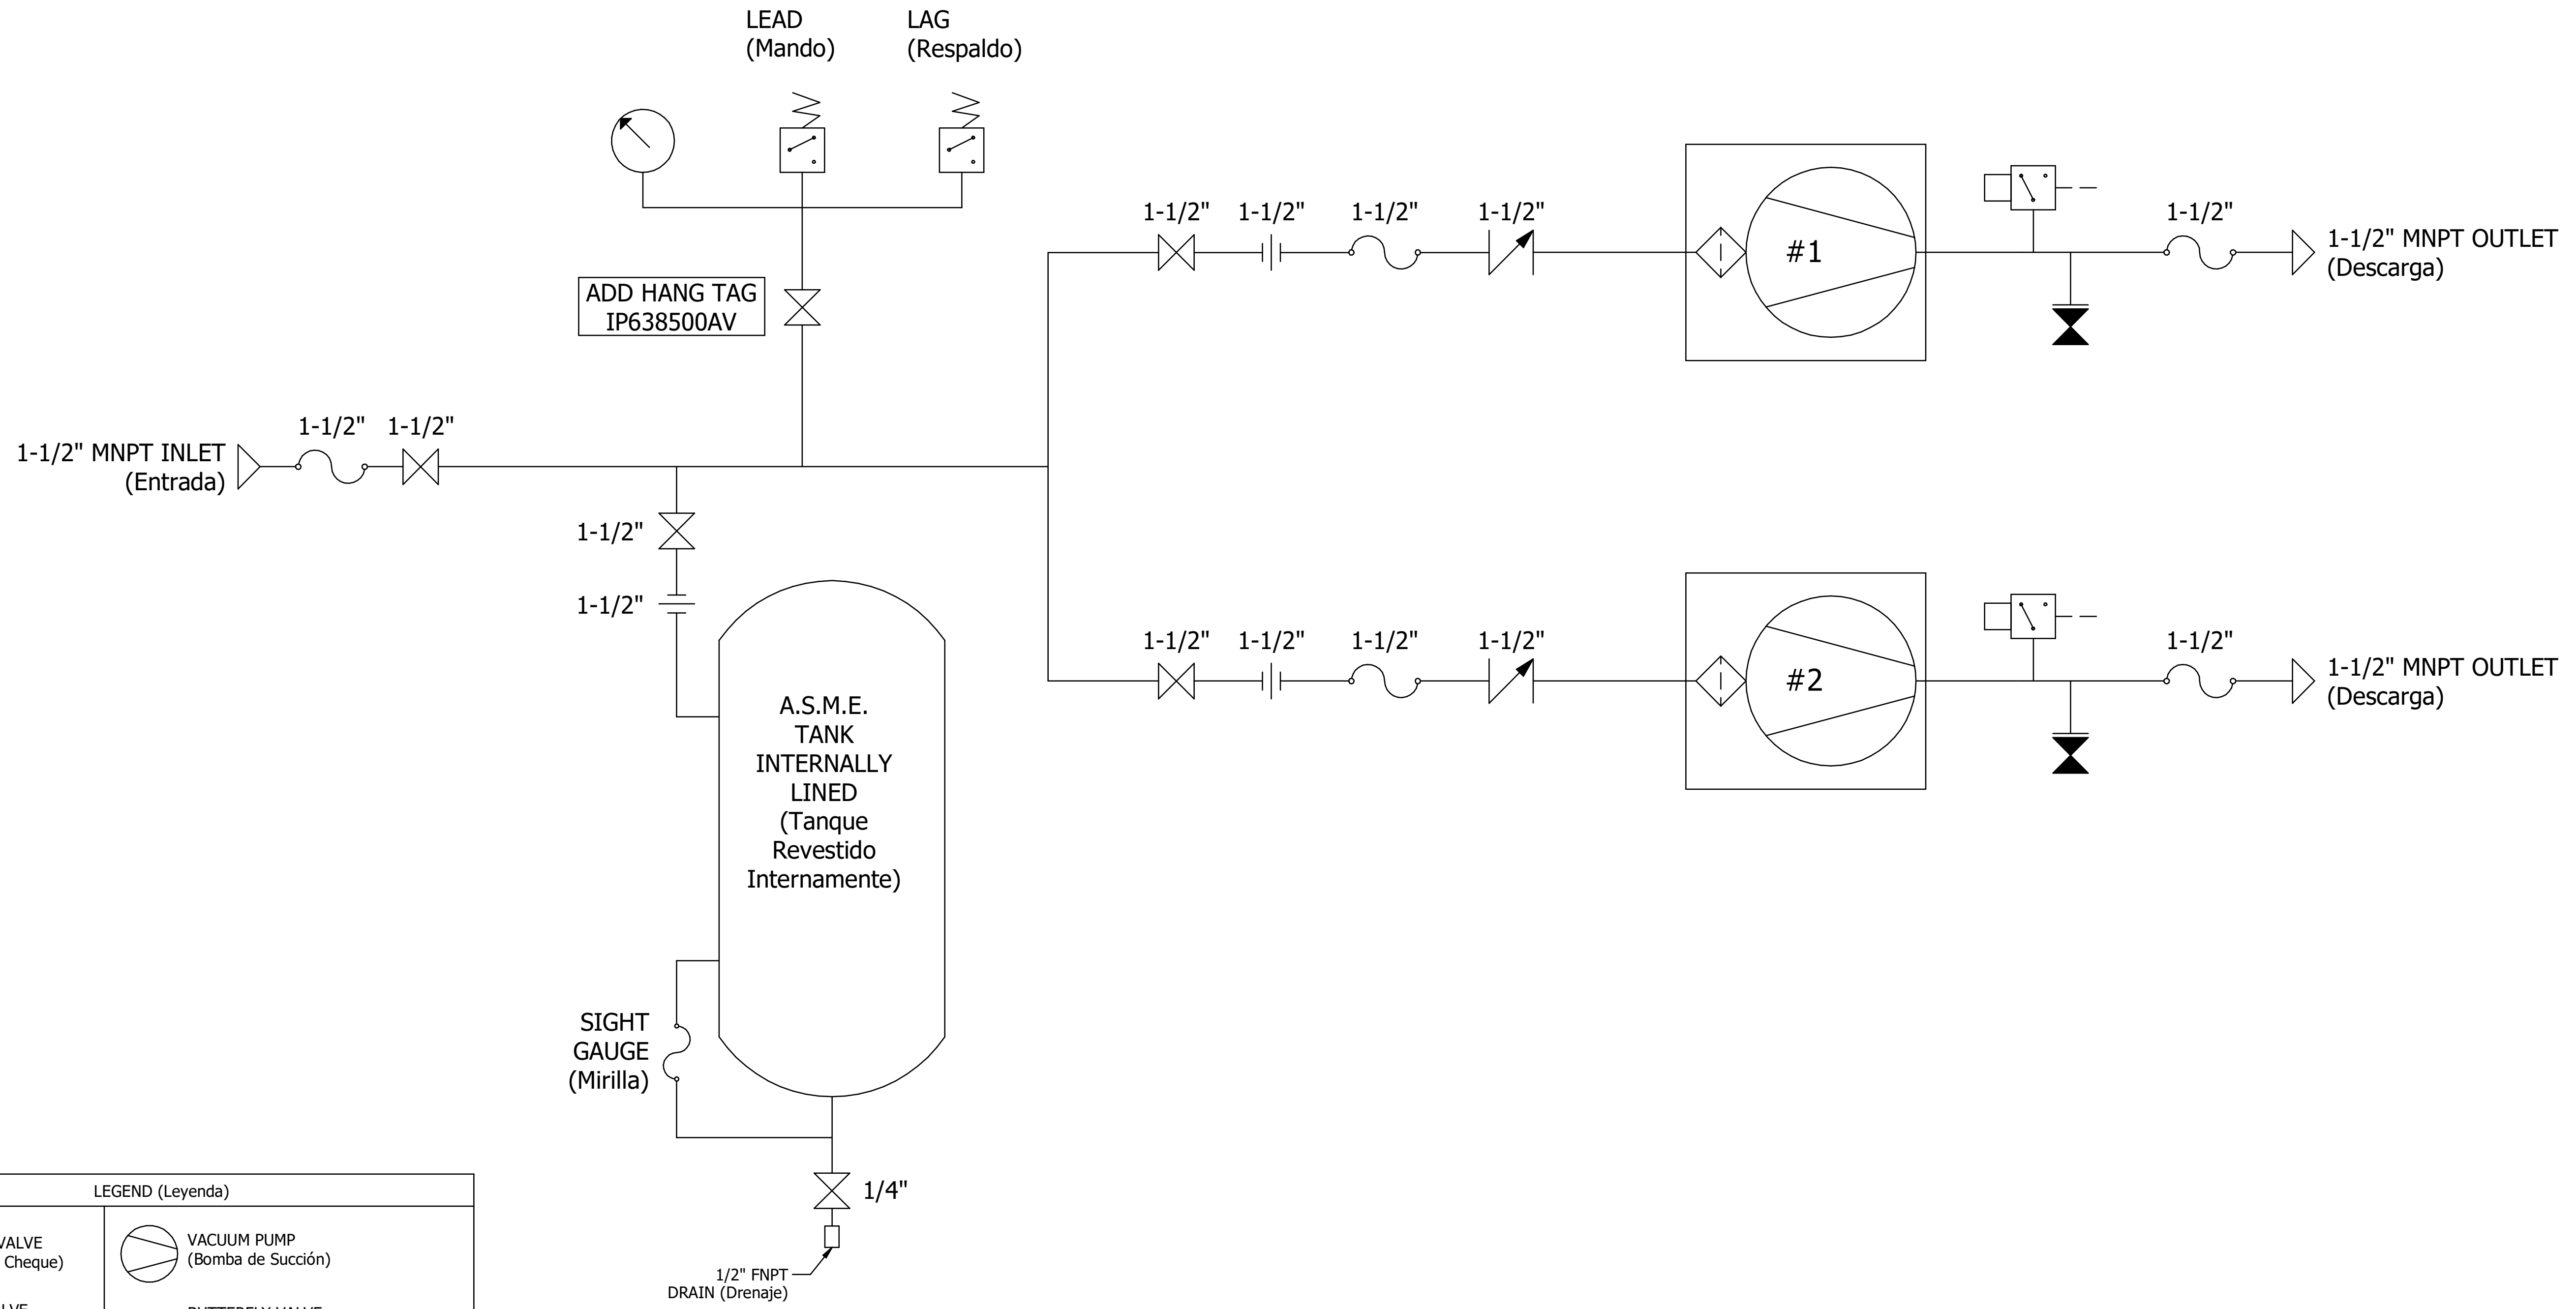 LEAD
(Mando)
LAG
(Respaldo)
ADD HANG TAG
IP638500AV
1-1/2"
1-1/2"
1-1/2"
1-1/2"
#1
1-1/2"
1-1/2" MNPT OUTLET
(Descarga)
1-1/2" MNPT INLET
(Entrada)
1-1/2"
1-1/2"
1-1/2"
1-1/2"
1-1/2"
1-1/2"
1-1/2"
1-1/2"
#2
1-1/2"
1-1/2" MNPT OUTLET
(Descarga)
A.S.M.E.
TANK
INTERNALLY
LINED
(Tanque
Revestido
Internamente)
SIGHT
GAUGE
(Mirilla)
1/4"
1/2" FNPT
DRAIN (Drenaje)
LEGEND (Leyenda)
Cheque)
VACUUM PUMP
(Bomba de Succión)